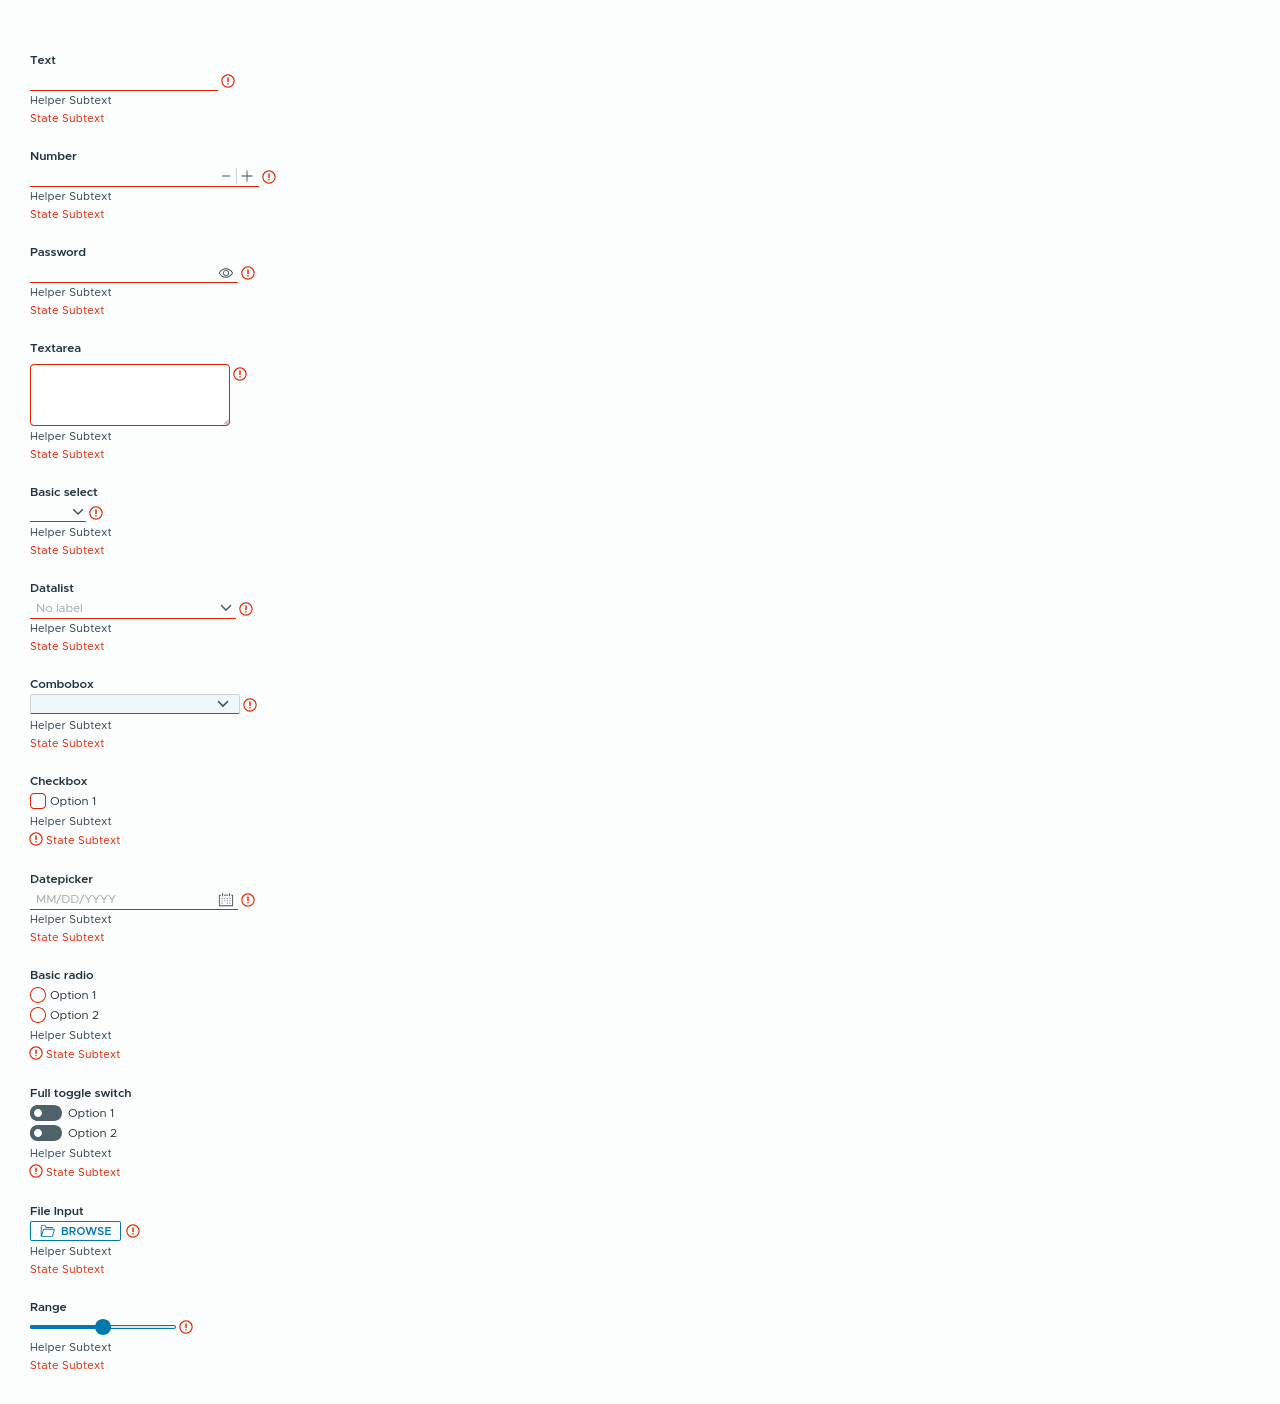 Text
Helper Subtext
State Subtext
Number
Helper Subtext
State Subtext
Password
Helper Subtext
State Subtext
Textarea
Helper Subtext
State Subtext
Basic select
Helper Subtext
State Subtext
Datalist
No label
Helper Subtext
State Subtext
Combobox
Helper Subtext
State Subtext
Checkbox
Option 1
Helper Subtext
State Subtext
Datepicker
MM/DD/YYYY
Helper Subtext
State Subtext
Basic radio
Option 1
Option 2
Helper Subtext
State Subtext
Full toggle switch
Option 1
Option 2
Helper Subtext
State Subtext
File Input
BROWSE
Helper Subtext
State Subtext
Range
Helper Subtext
State Subtext